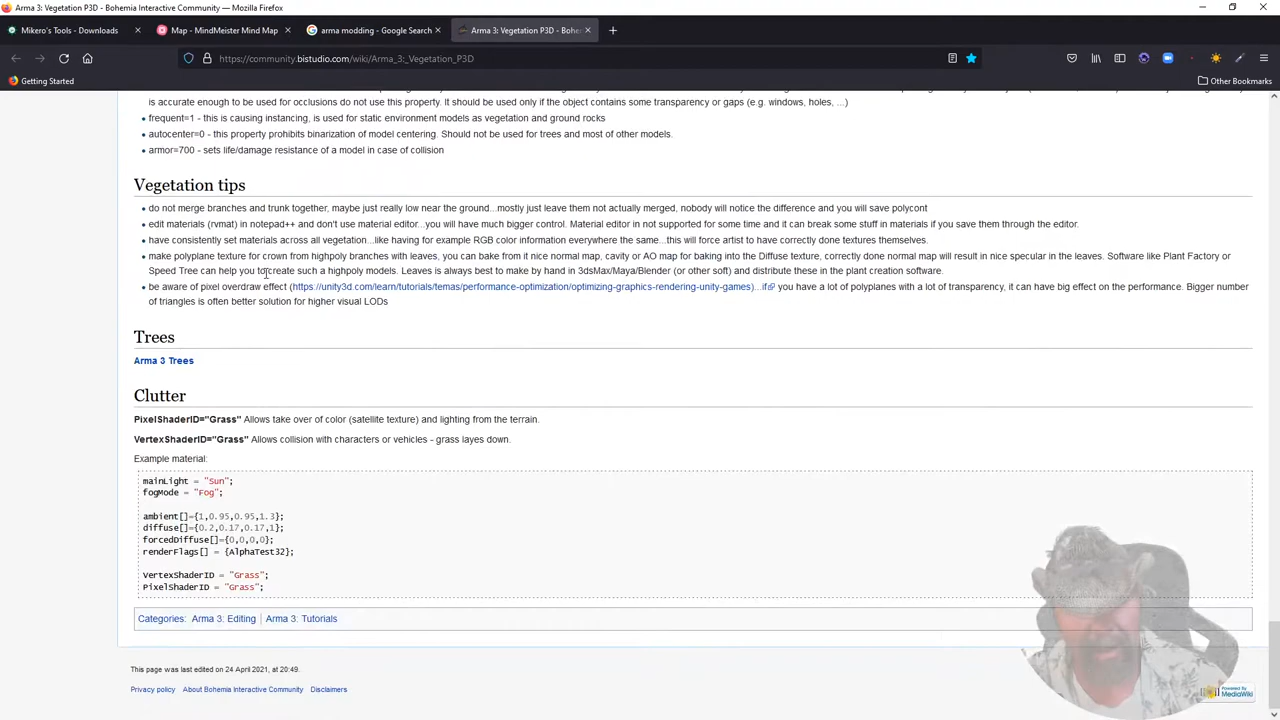 Arma 3: Vegetation P3D - Bohemia Interactive Community — Mozilla Firefox
Mikero's Tools - Downloads
Map - MindMeister Mind Map
arma modding - Google Search
Arma 3: Vegetation P3D - Bohe
https://community.bistudio.com/wiki/Arma_3:_Vegetation_P3D
Getting Started
Other Bookmarks
is accurate enough to be used for occlusions do not use this property. It should be used only if the object contains some transparency or gaps (e.g. windows, holes, ...)
frequent=1 - this is causing instancing, is used for static environment models as vegetation and ground rocks
autocenter=0 - this property prohibits binarization of model centering. Should not be used for trees and most of other models.
armor=700 - sets life/damage resistance of a model in case of collision
Vegetation tips
do not merge branches and trunk together, maybe just really low near the ground...mostly just leave them not actually merged, nobody will notice the difference and you will save polycont
edit materials (rvmat) in notepad++ and don't use material editor...you will have much bigger control. Material editor in not supported for some time and it can break some stuff in materials if you save them through the editor.
have consistently set materials across all vegetation...like having for example RGB color information everywhere the same...this will force artist to have correctly done textures themselves.
make polyplane texture for crown from highpoly branches with leaves, you can bake from it nice normal map, cavity or AO map for baking into the Diffuse texture, correctly done normal map will result in nice specular in the leaves. Software like Plant Factory or
Speed Tree can help you to create such a highpoly models. Leaves is always best to make by hand in 3dsMax/Maya/Blender (or other soft) and distribute these in the plant creation software.
be aware of pixel overdraw effect (https://unity3d.com/learn/tutorials/temas/performance-optimization/optimizing-graphics-rendering-unity-games)...if you have a lot of polyplanes with a lot of transparency, it can have big effect on the performance. Bigger number
of triangles is often better solution for higher visual LODs
Trees
Arma 3 Trees
Clutter
PixelShaderID="Grass" Allows take over of color (satellite texture) and lighting from the terrain.
VertexShaderID="Grass" Allows collision with characters or vehicles - grass layes down.
Example material:
mainLight = "Sun";
fogMode = "Fog";
ambient[]={1,0.95,0.95,1.3};
diffuse[]={0.2,0.17,0.17,1};
forcedDiffuse[]={0,0,0,0};
renderFlags[] = {AlphaTest32};
VertexShaderID = "Grass";
PixelShaderID = "Grass";
Categories: Arma 3: Editing | Arma 3: Tutorials
This page was last edited on 24 April 2021, at 20:49.
Privacy policy About Bohemia Interactive Community Disclaimers
Powered By
MediaWiki